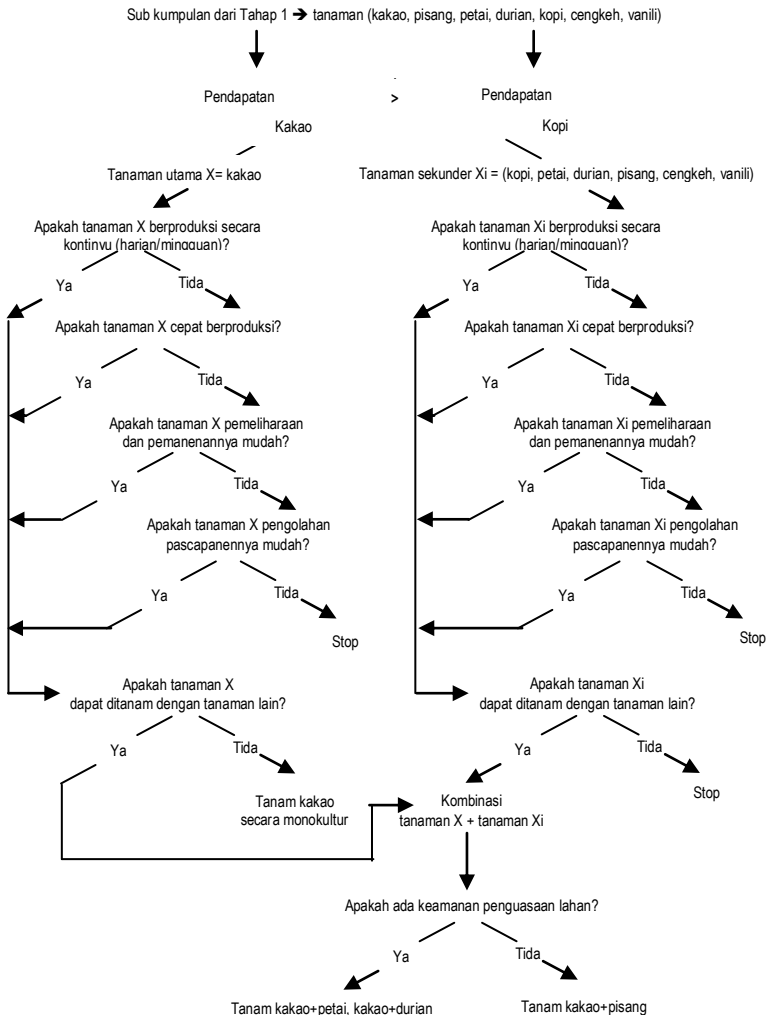 Sub kumpulan dari Tahap 1 ➔ tanaman (kakao, pisang, petai, durian, kopi, cengkeh, vanili)
Pendapatan > Pendapatan
Kakao
Kopi
Tanaman utama X= kakao
Tanaman sekunder Xi = (kopi, petai, durian, pisang, cengkeh, vanili)
Apakah tanaman X berproduksi secara
kontinyu (harian/mingguan)?
Ya
Tida
Apakah tanaman X cepat berproduksi?
Ya
Tida
Apakah tanaman X pemeliharaan
dan pemanenannya mudah?
Ya
Tida
Apakah tanaman X pengolahan
pascapanennya mudah?
Ya
Tida
Stop
Apakah tanaman X
dapat ditanam dengan tanaman lain?
Ya
Tida
Tanam kakao
secara monokultur
Apakah tanaman Xi berproduksi secara
kontinyu (harian/mingguan)?
Ya
Tida
Apakah tanaman Xi cepat berproduksi?
Ya
Tida
Apakah tanaman Xi pemeliharaan
dan pemanenannya mudah?
Ya
Tida
Apakah tanaman Xi pengolahan
pascapanennya mudah?
Ya
Tida
Stop
Apakah tanaman Xi
dapat ditanam dengan tanaman lain?
Ya
Tida
Stop
Kombinasi
tanaman X + tanaman Xi
Apakah ada keamanan penguasaan lahan?
Ya
Tida
Tanam kakao+petai, kakao+durian
Tanam kakao+pisang